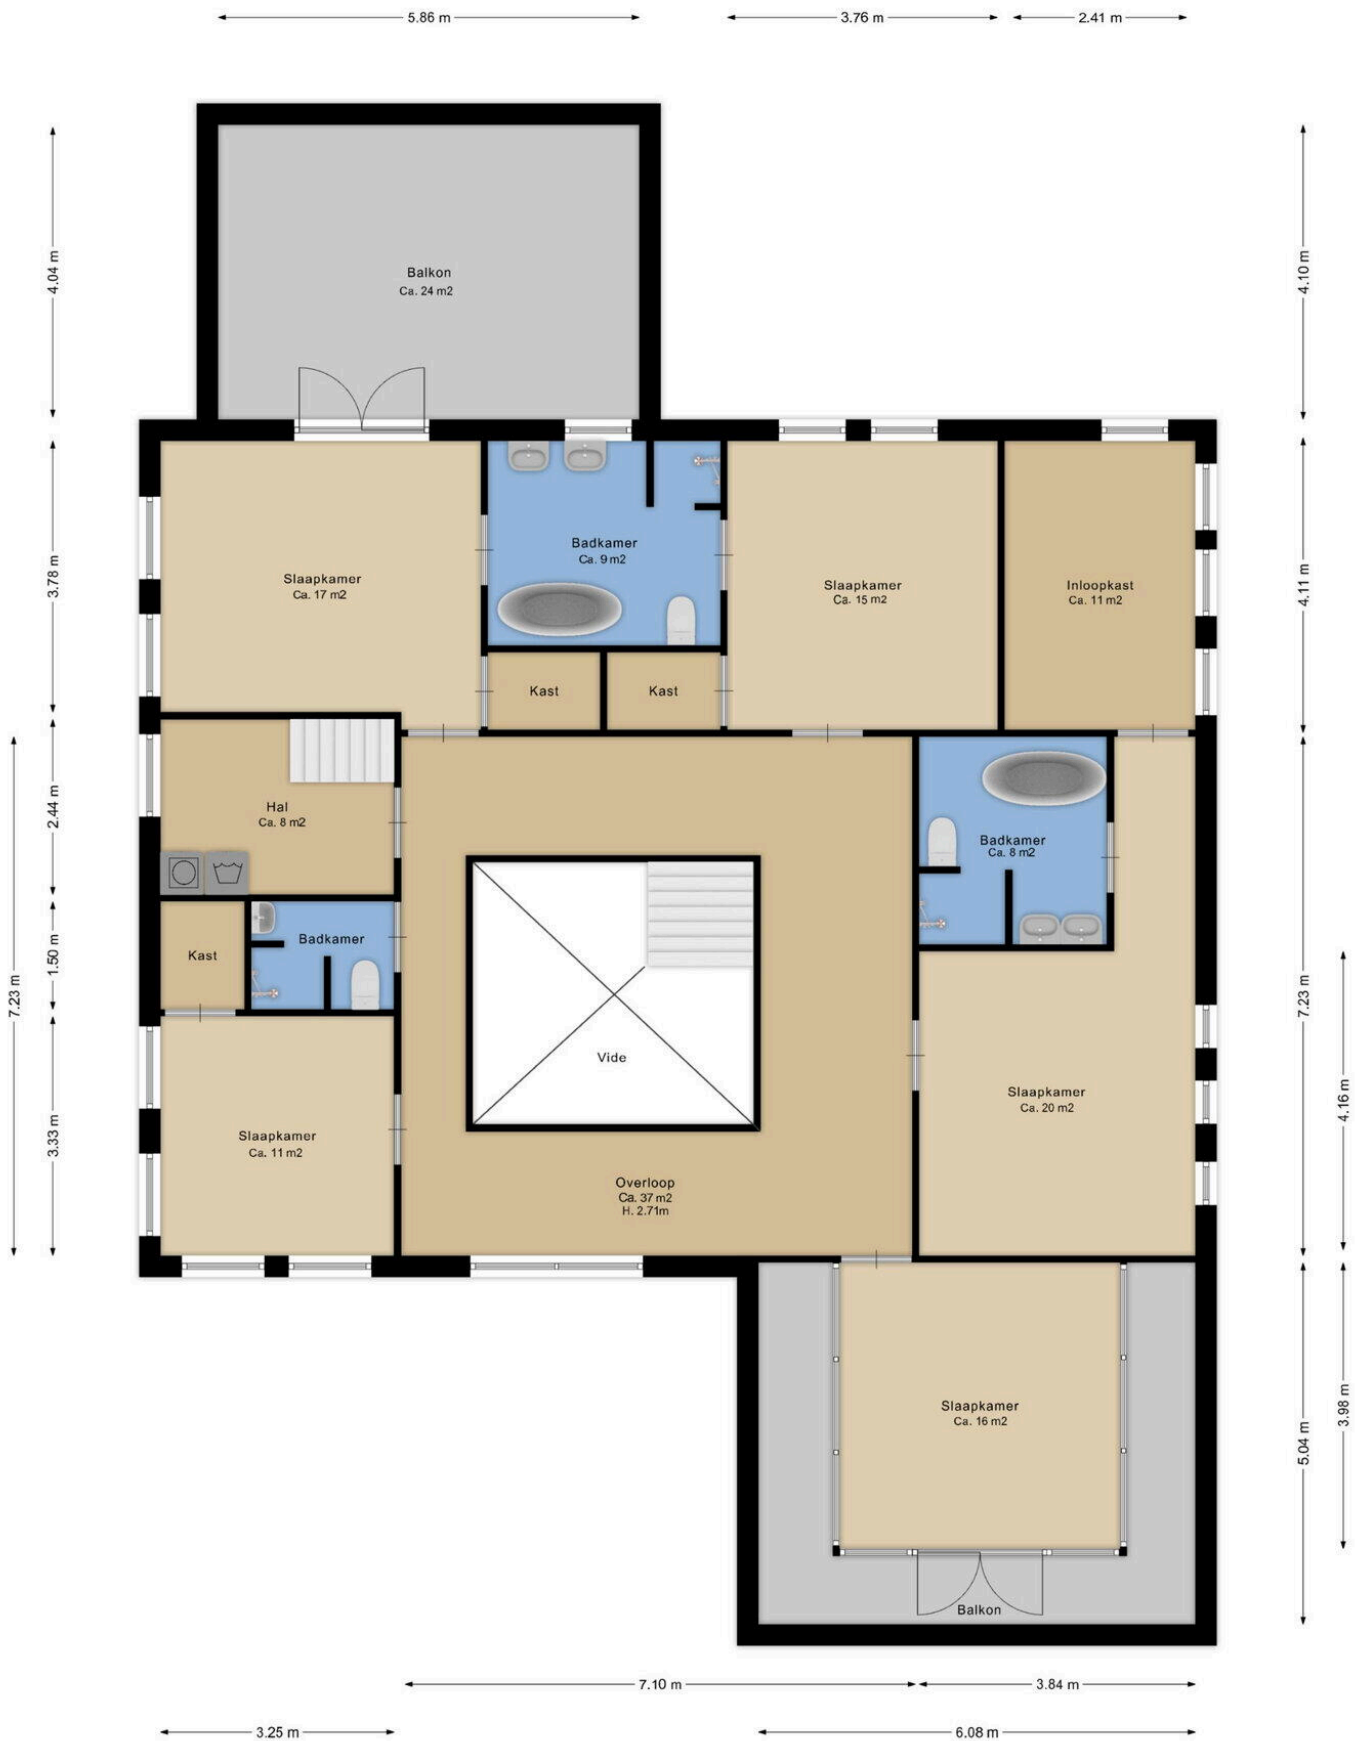 5.86 m
3.76 m
2.41 m
4.04 m
4.10 m
Balkon
Ca. 24 m2
3.78 m
4.11 m
Slaapkamer
Ca. 17 m2
Badkamer
Ca. 9 m2
Slaapkamer
Ca. 15 m2
Inloopkast
Ca. 11 m2
Kast
Kast
2.44 m
Hal
Ca. 8 m2
Badkamer
Ca. 8 m2
7.23 m
1.50 m
Kast
Badkamer
7.23 m
Vide
Slaapkamer
Ca. 20 m2
4.16 m
3.33 m
Slaapkamer
Ca. 11 m2
Overloop
Ca. 37 m2
H. 2.71m
Slaapkamer
Ca. 16 m2
3.98 m
5.04 m
Balkon
7.10 m
3.84 m
3.25 m
6.08 m